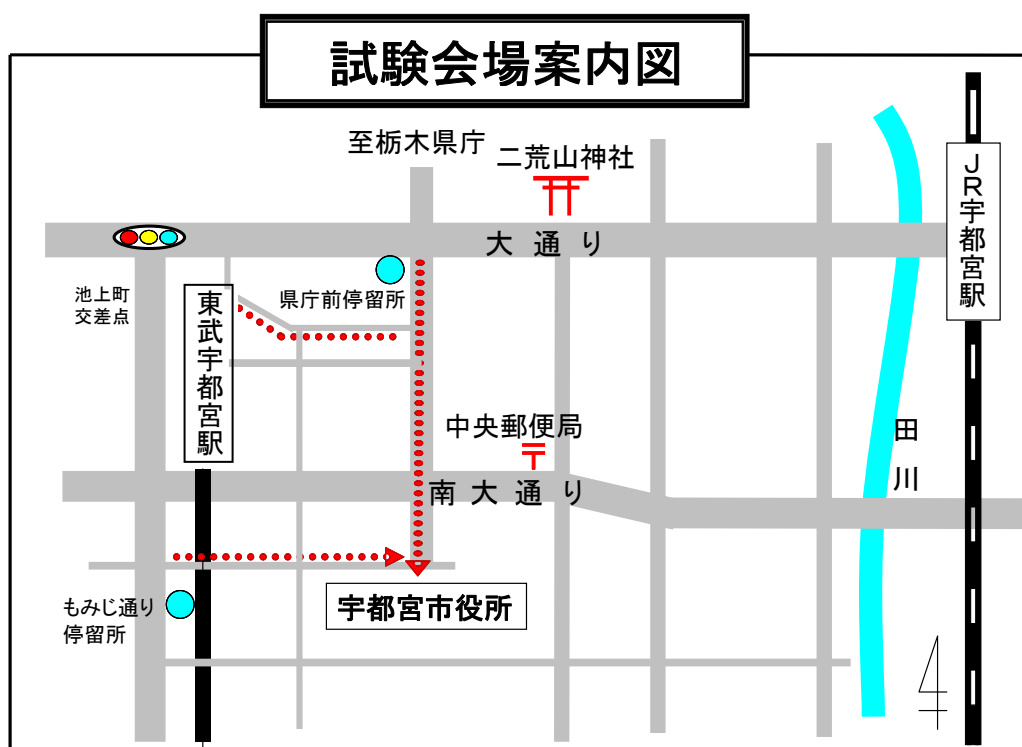 試験会場案内図
至栃木県庁
二荒山神社
大通り
JR宇都宮駅
池上町
交差点
東武宇都宮駅
県庁前停留所
中央郵便局
田川
南大通り
もみじ通り
停留所
宇都宮市役所